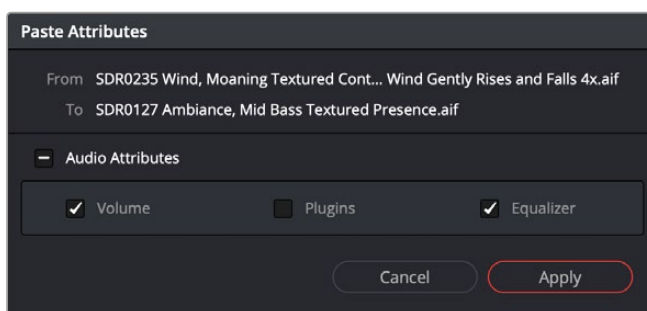 Paste Attributes
From SDR0235 Wind, Moaning Textured Cont... Wind Gently Rises and Falls 4x.aif
To SDR0127 Ambiance, Mid Bass Textured Presence.aif
Audio Attributes
Volume Plugins Equalizer
Cancel Apply